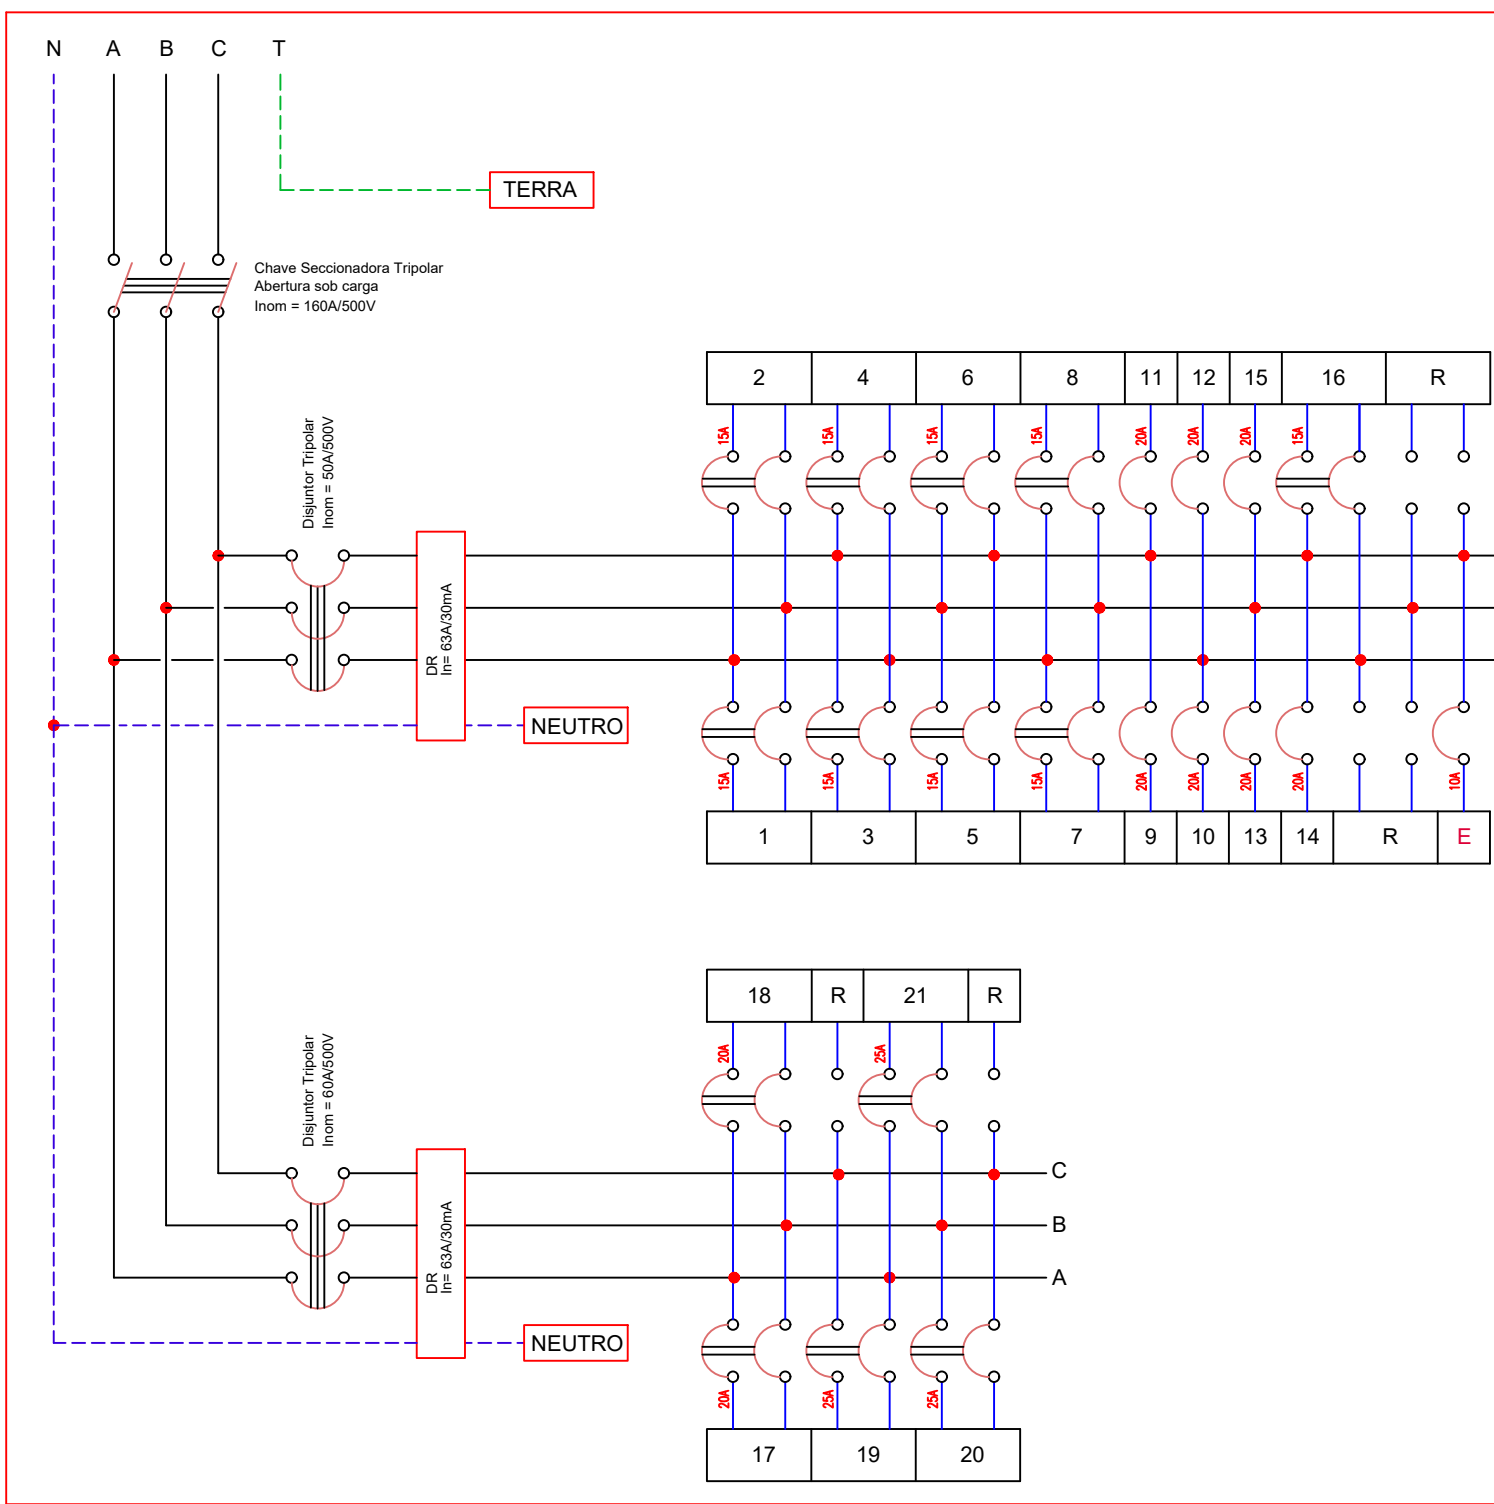 N A B C T
TERRA
Chave Seccionadora Tripolar
Abertura sob carga
Inom = 160A/500V
2 4 6 8 11 12 15 16 R
15A 15A 15A 15A 20A 20A 20A 15A
Disjuntor Tripolar
Inom = 50A/500V
DR
In= 63A/30mA
NEUTRO
15A 15A 15A 15A 20A 20A 20A 20A 10A
1 3 5 7 9 10 13 14 R E
18 R 21 R
20A 25A
Disjuntor Tripolar
Inom = 60A/500V
DR
In= 63A/30mA
C
B
A
NEUTRO
20A 25A 25A
17 19 20